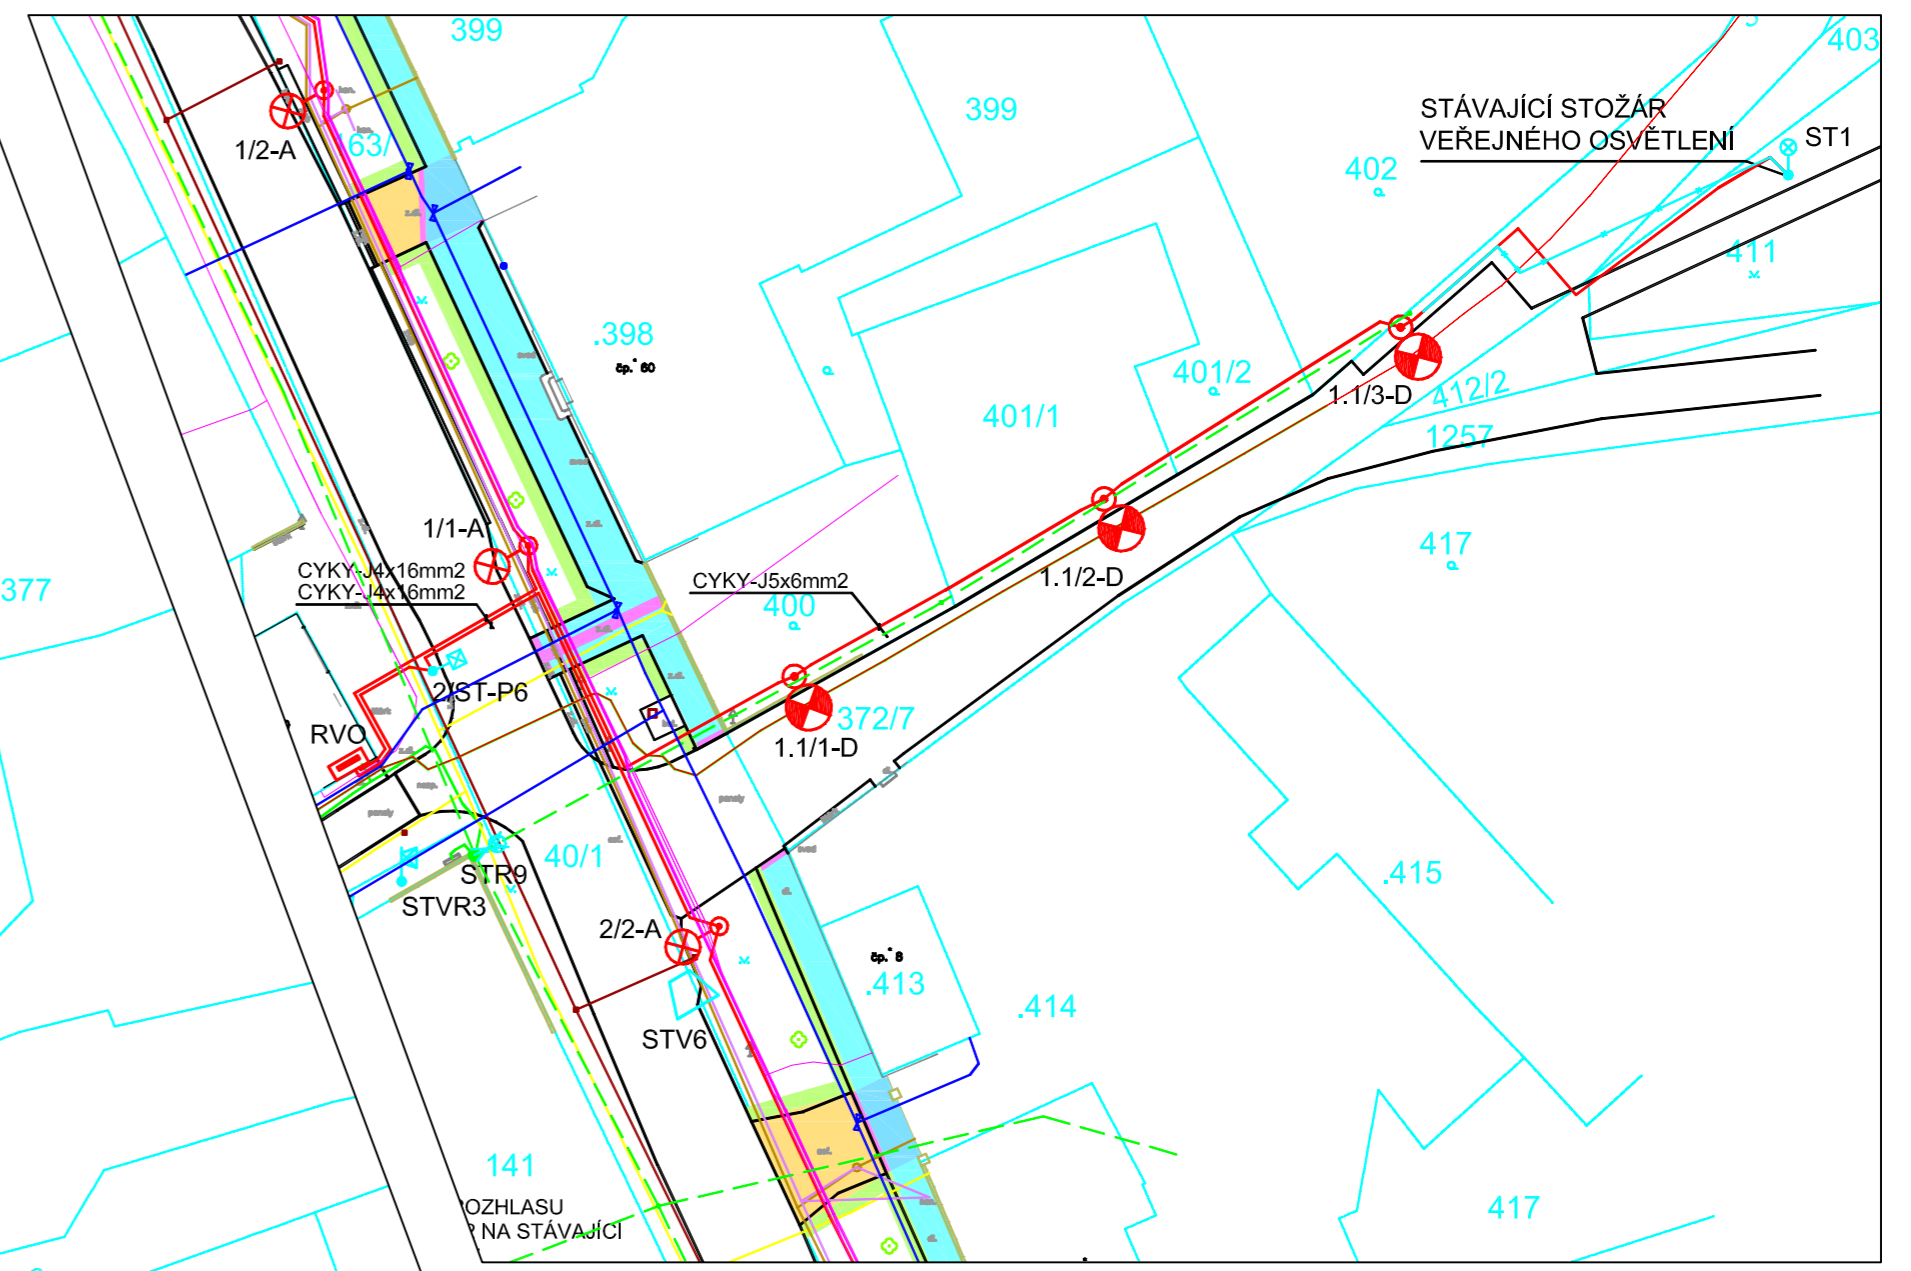 399
403
399
STÁVAJÍCÍ STOŽÁR
VEŘEJNÉHO OSVĚTLENÍ
ST1
1/2-A
63/
402
411
.398
čp. 60
401/2
401/1
1.1/3-D
412/2
1257
1/1-A
417
CYKY-J4x16mm2
CYKY-J4x16mm2
CYKY-J5x6mm2
1.1/2-D
377
400
2/ST-P6
372/7
RVO
1.1/1-D
panely
panely
40/1
STR9
.415
STVR3
2/2-A
čp. 8
.413
.414
STV6
141
OZHLASU
NA STÁVAJÍCÍ
417